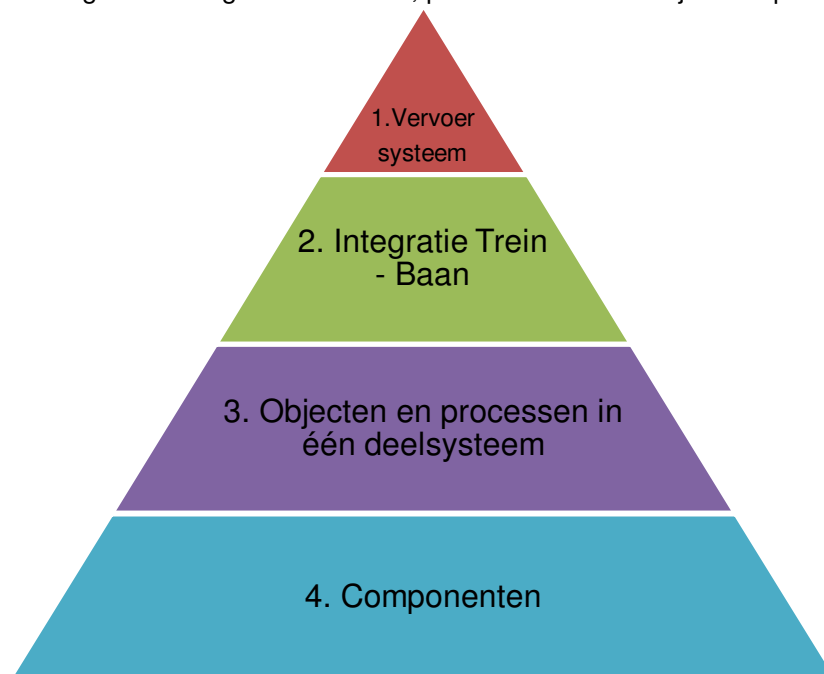 1.Vervoer
systeem
2. Integratie Trein
- Baan
3. Objecten en processen in
één deelsysteem
4. Componenten